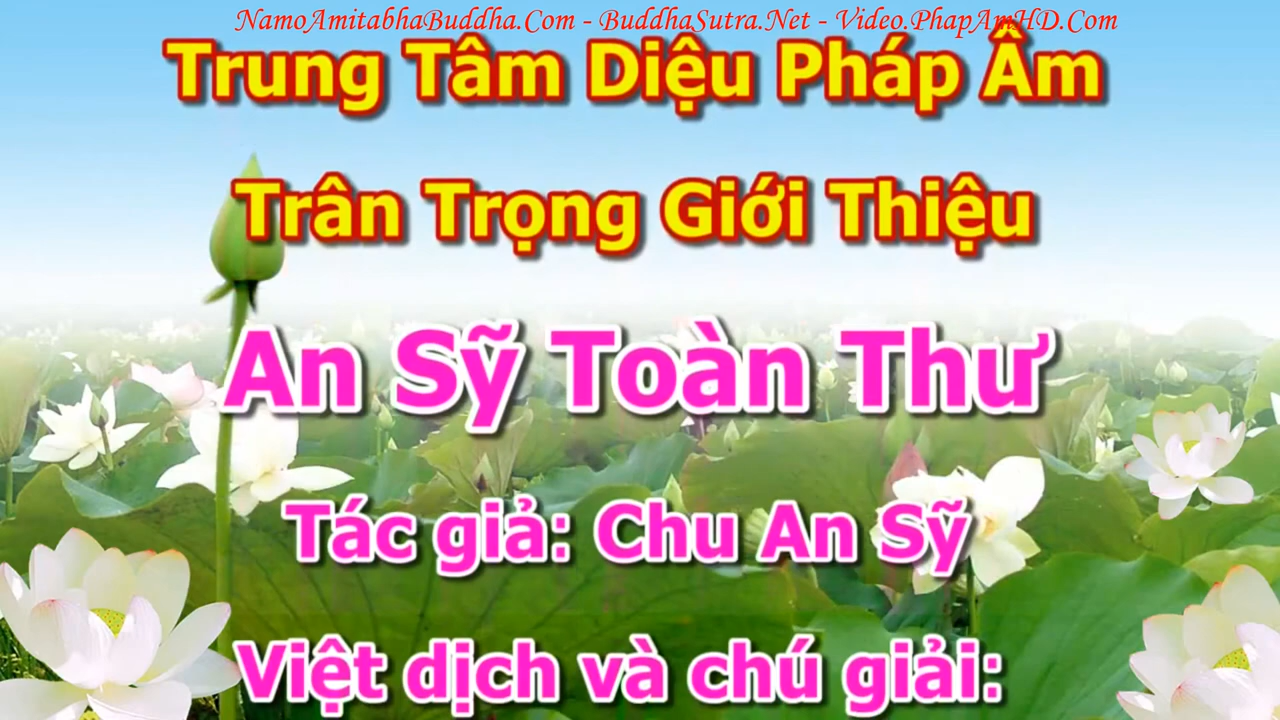 NamoAmitabhaBuddha.Com - BuddhaSutra.Net - Video.PhapAmHD.Com
Trung Tâm Diệu Pháp Âm
Trân Trọng Giới Thiệu
An Sỹ Toàn Thư
Tác giả: Chu An Sỹ
Việt dịch và chú giải: